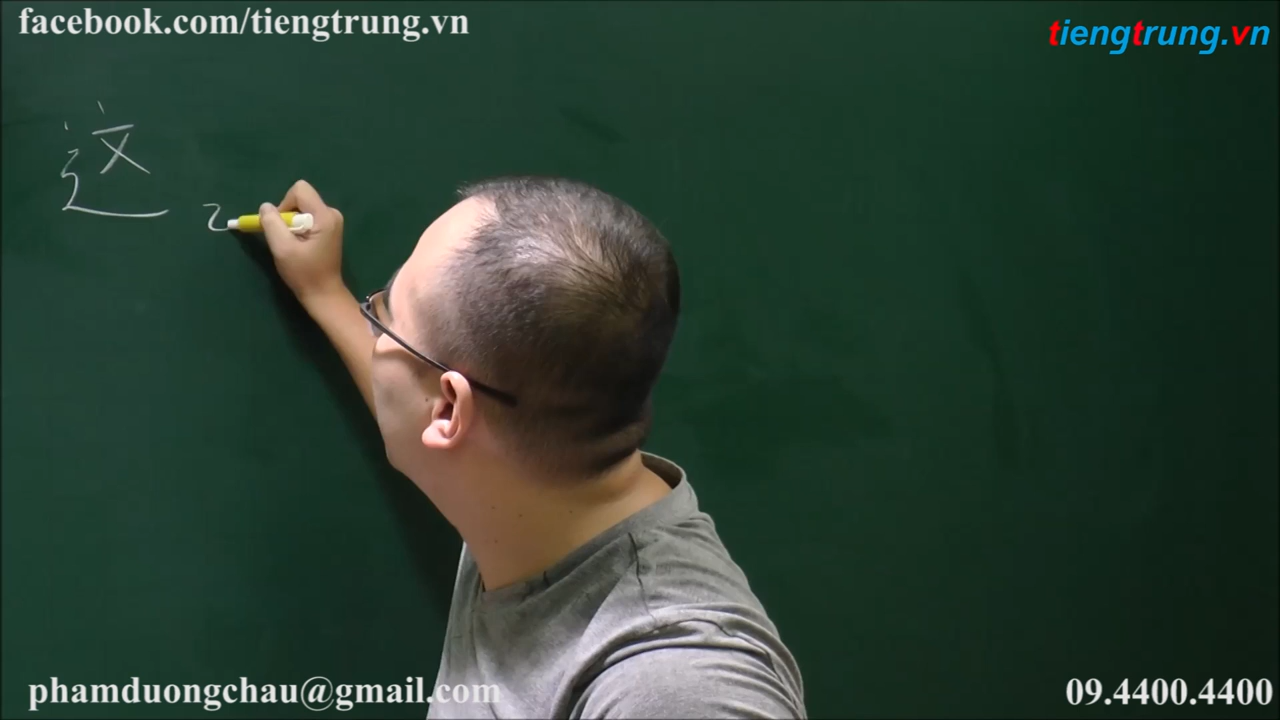 facebook.com/tiengtrung.vn
tiengtrung.vn
这 z
phamduongchau@gmail.com
09.4400.4400